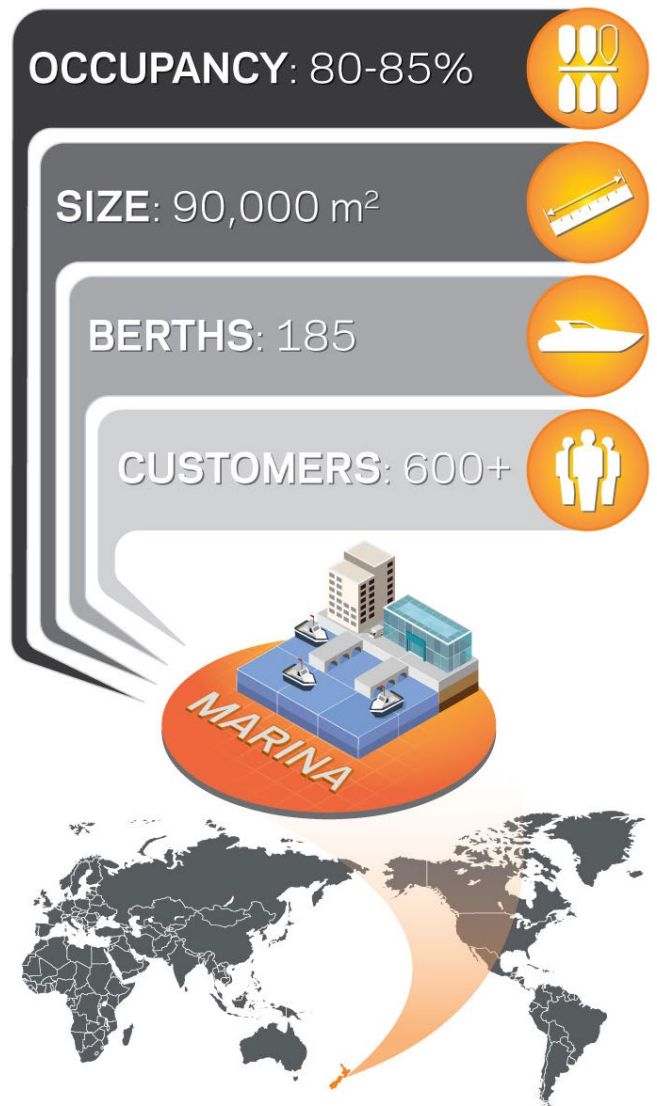 OCCUPANCY: 80-85%
SIZE: 90,000 m²
BERTHS: 185
CUSTOMERS: 600+
MARINA